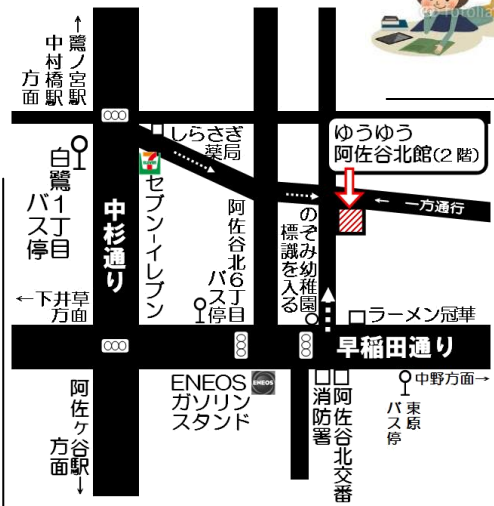 fotolia
←鷺ノ宮駅
中村橋駅
方面
しらさぎ
薬局
ゆうゆう
阿佐谷北館(2階)
← 一方通行
白鷺1丁目
バス停
中杉通り
7
ELEVEN
セブン-イレブン
阿佐谷北6丁目
バス停
のぞみ幼稚園
標識を入る
←下井草
方面
ラーメン冠華
早稲田通り
阿佐ヶ谷駅→
方面
ENEOS
ガソリン
スタンド
ENEOS
消防署
阿佐谷北交番
中野方面→
東原
バス停